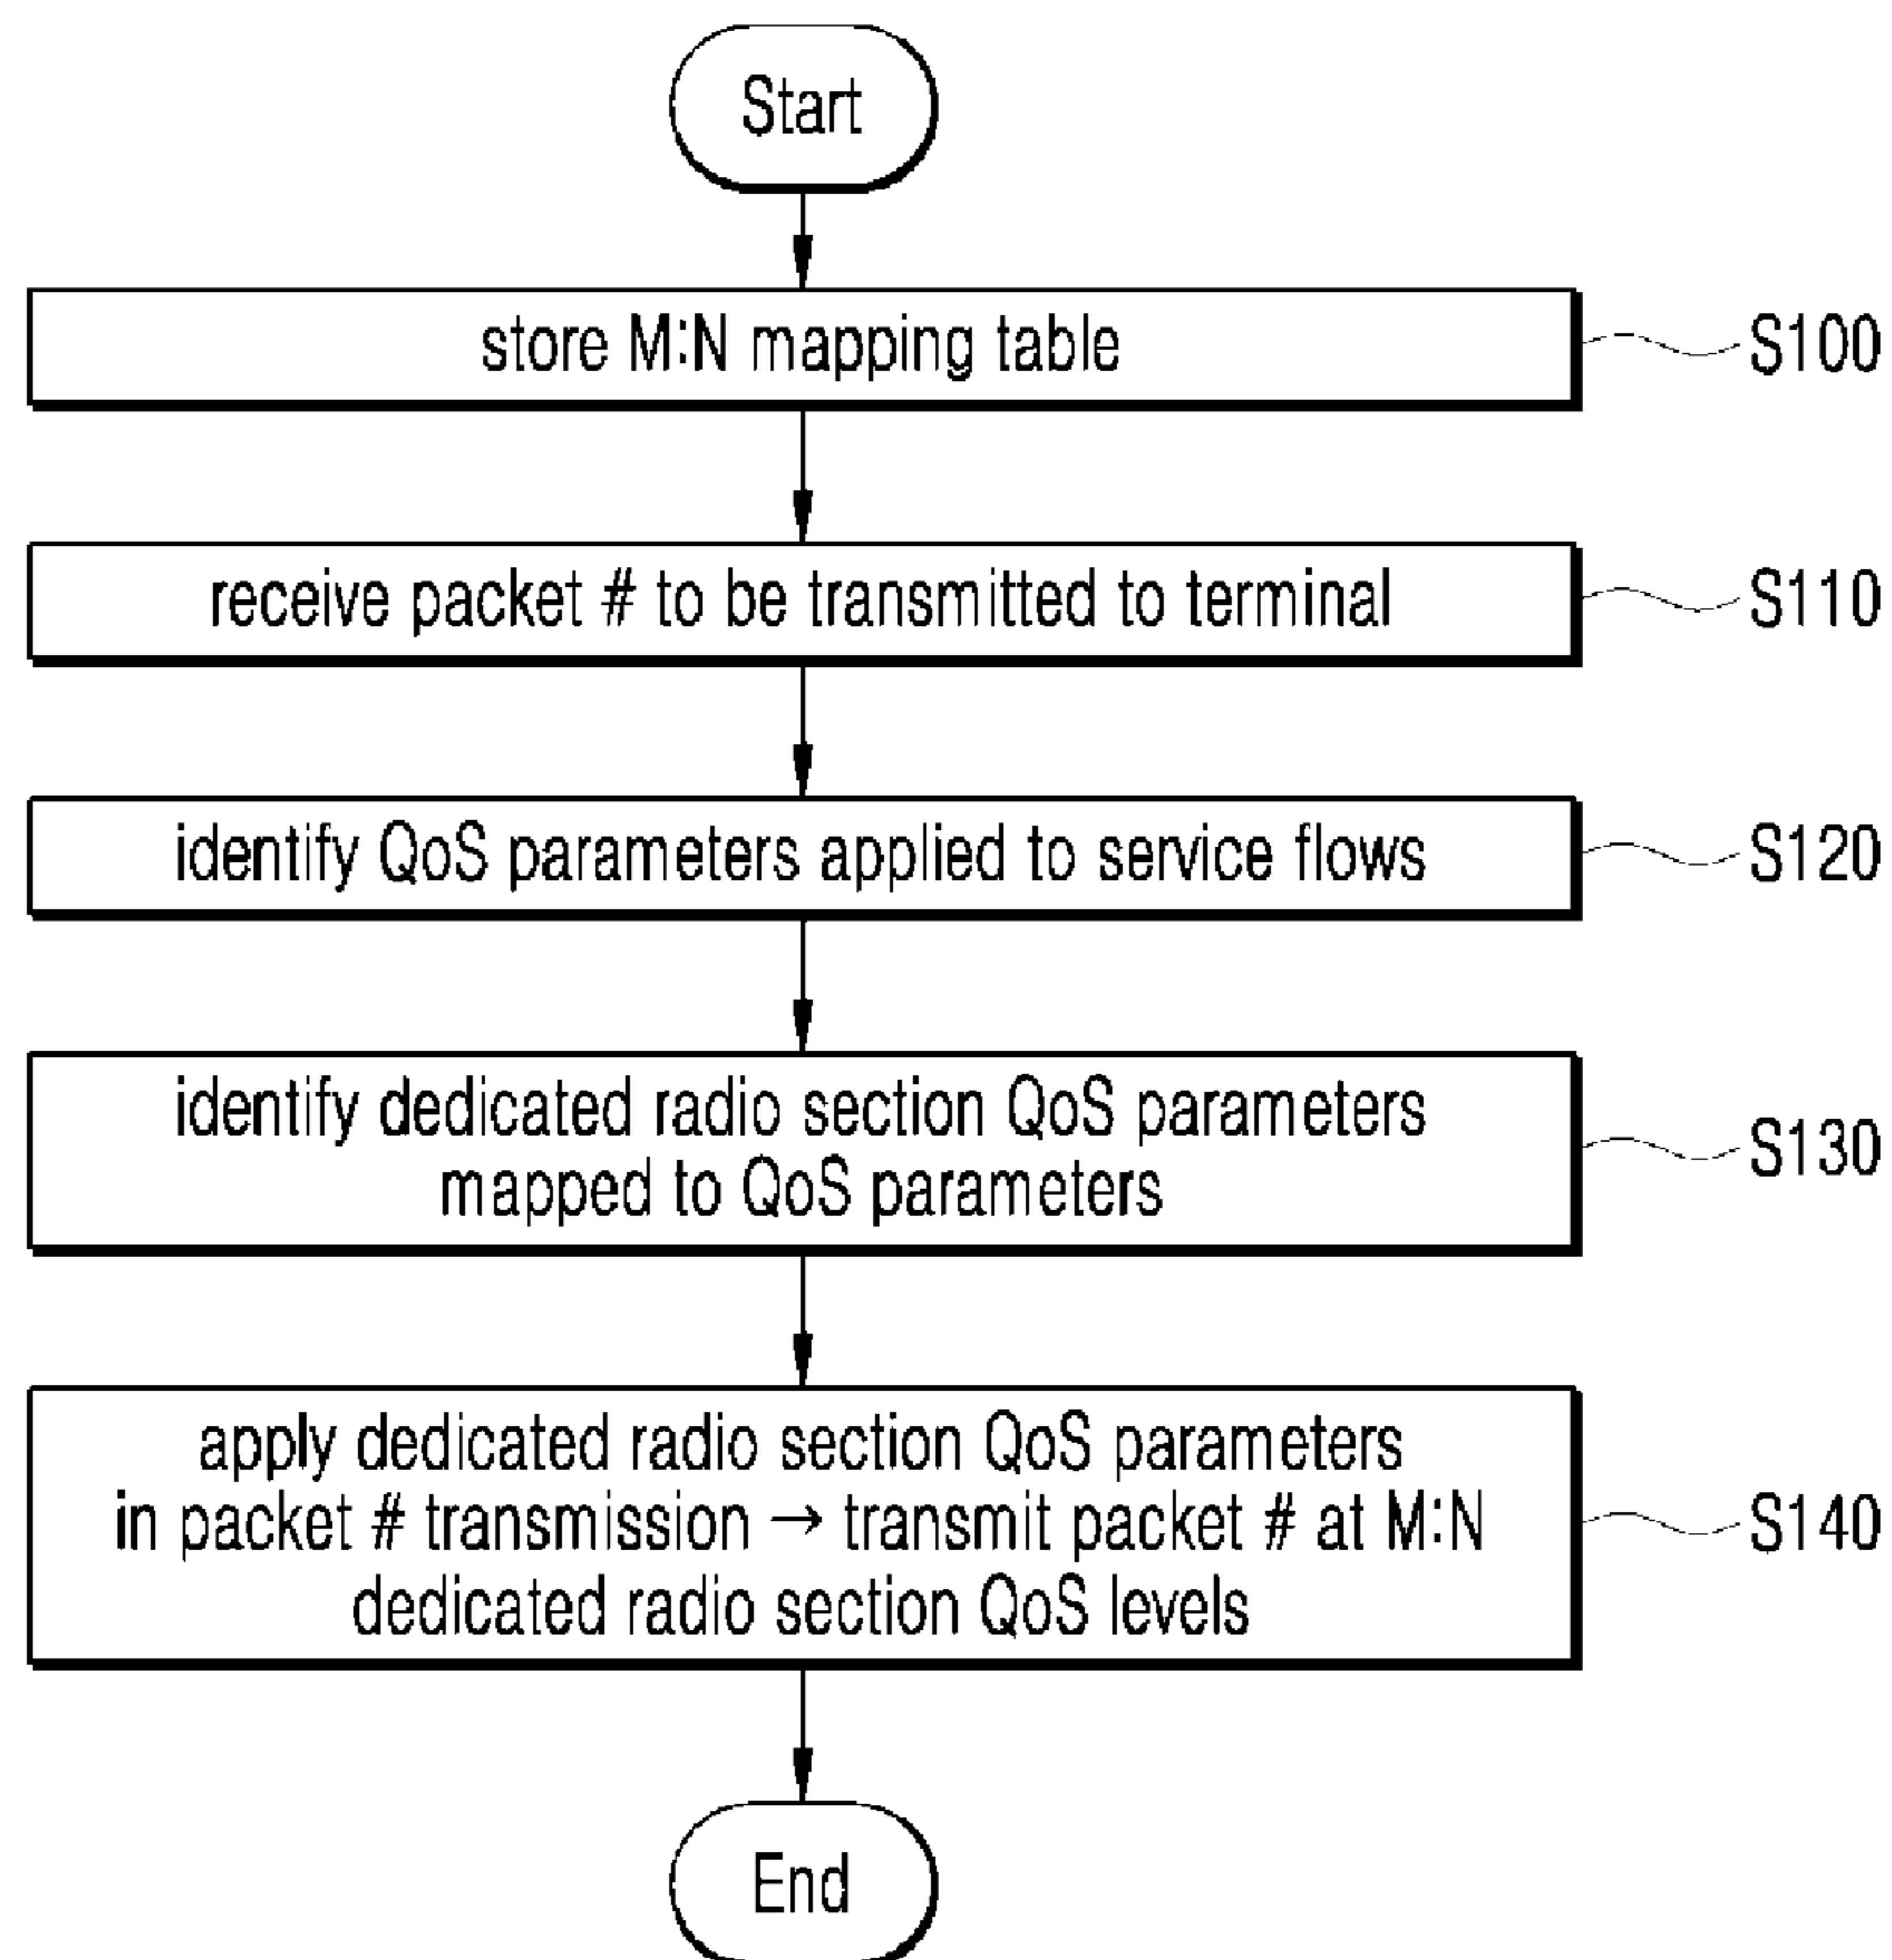 Start
store M:N mapping table
S100
receive packet # to be transmitted to terminal
S110
identify QoS parameters applied to service flows
S120
identify dedicated radio section QoS parameters
mapped to QoS parameters
S130
apply dedicated radio section QoS parameters
in packet # transmission → transmit packet # at M:N
dedicated radio section QoS levels
S140
End